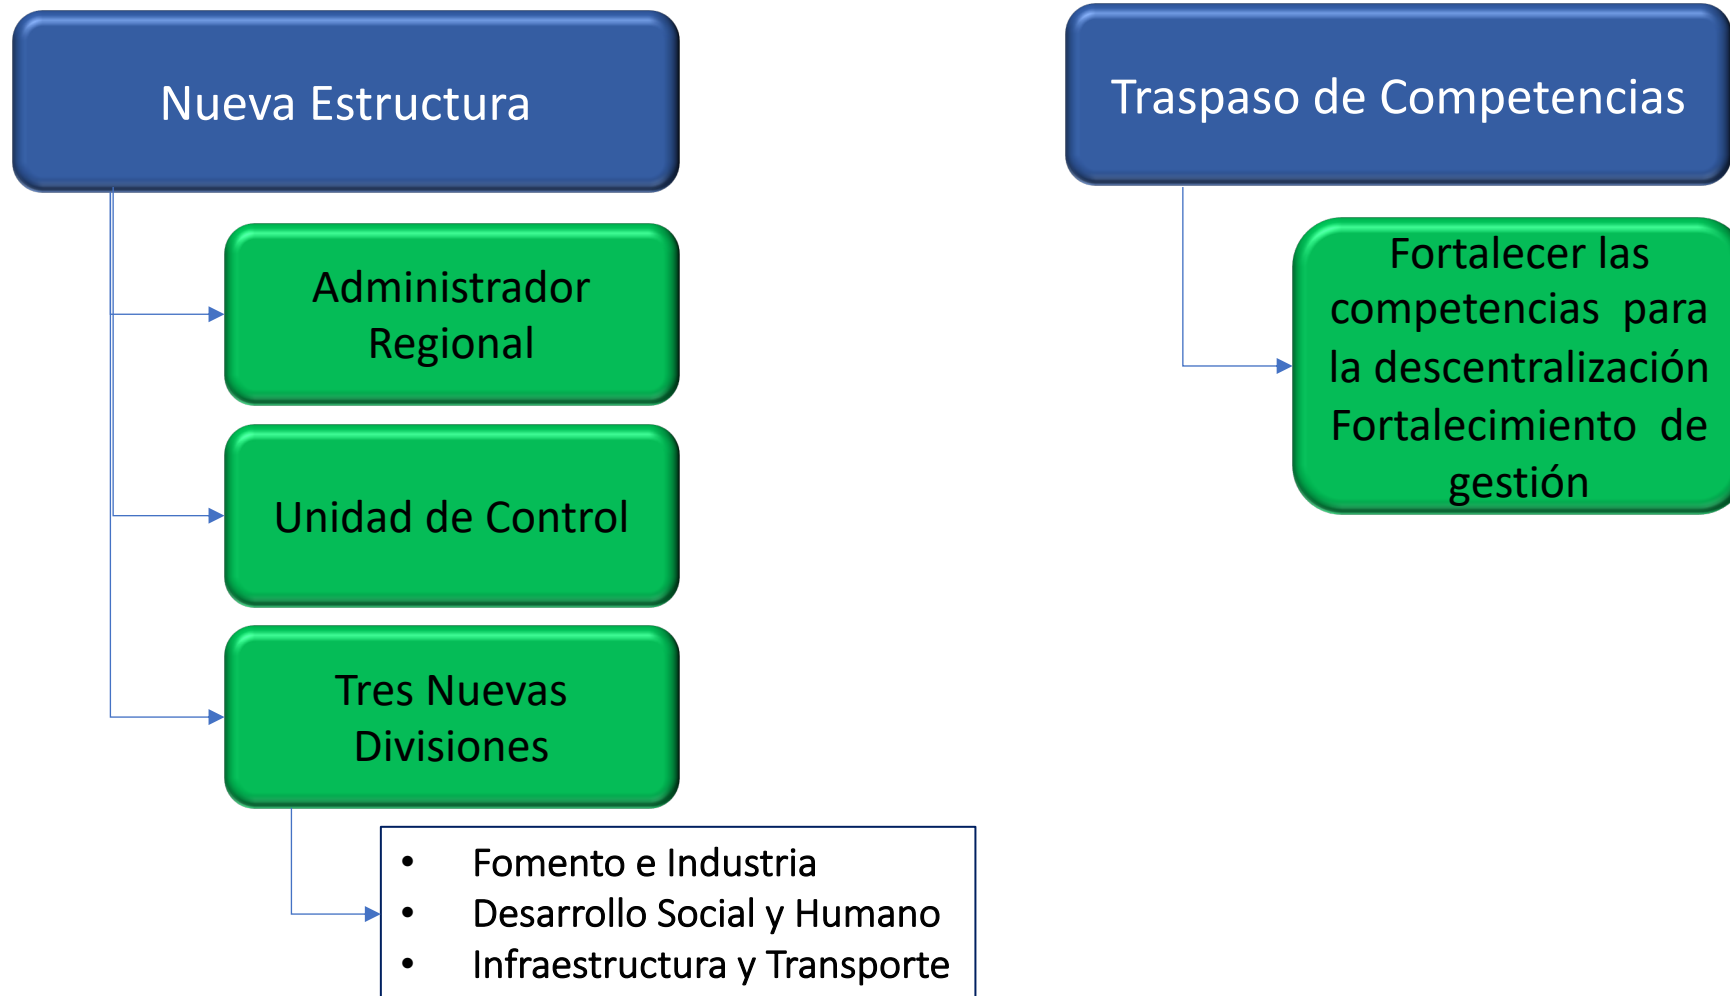 Nueva Estructura
Administrador
Regional
Unidad de Control
Tres Nuevas
Divisiones
• Fomento e Industria
• Desarrollo Social y Humano
• Infraestructura y Transporte
Traspaso de Competencias
Fortalecer las
competencias para
la descentralización
Fortalecimiento de
gestión